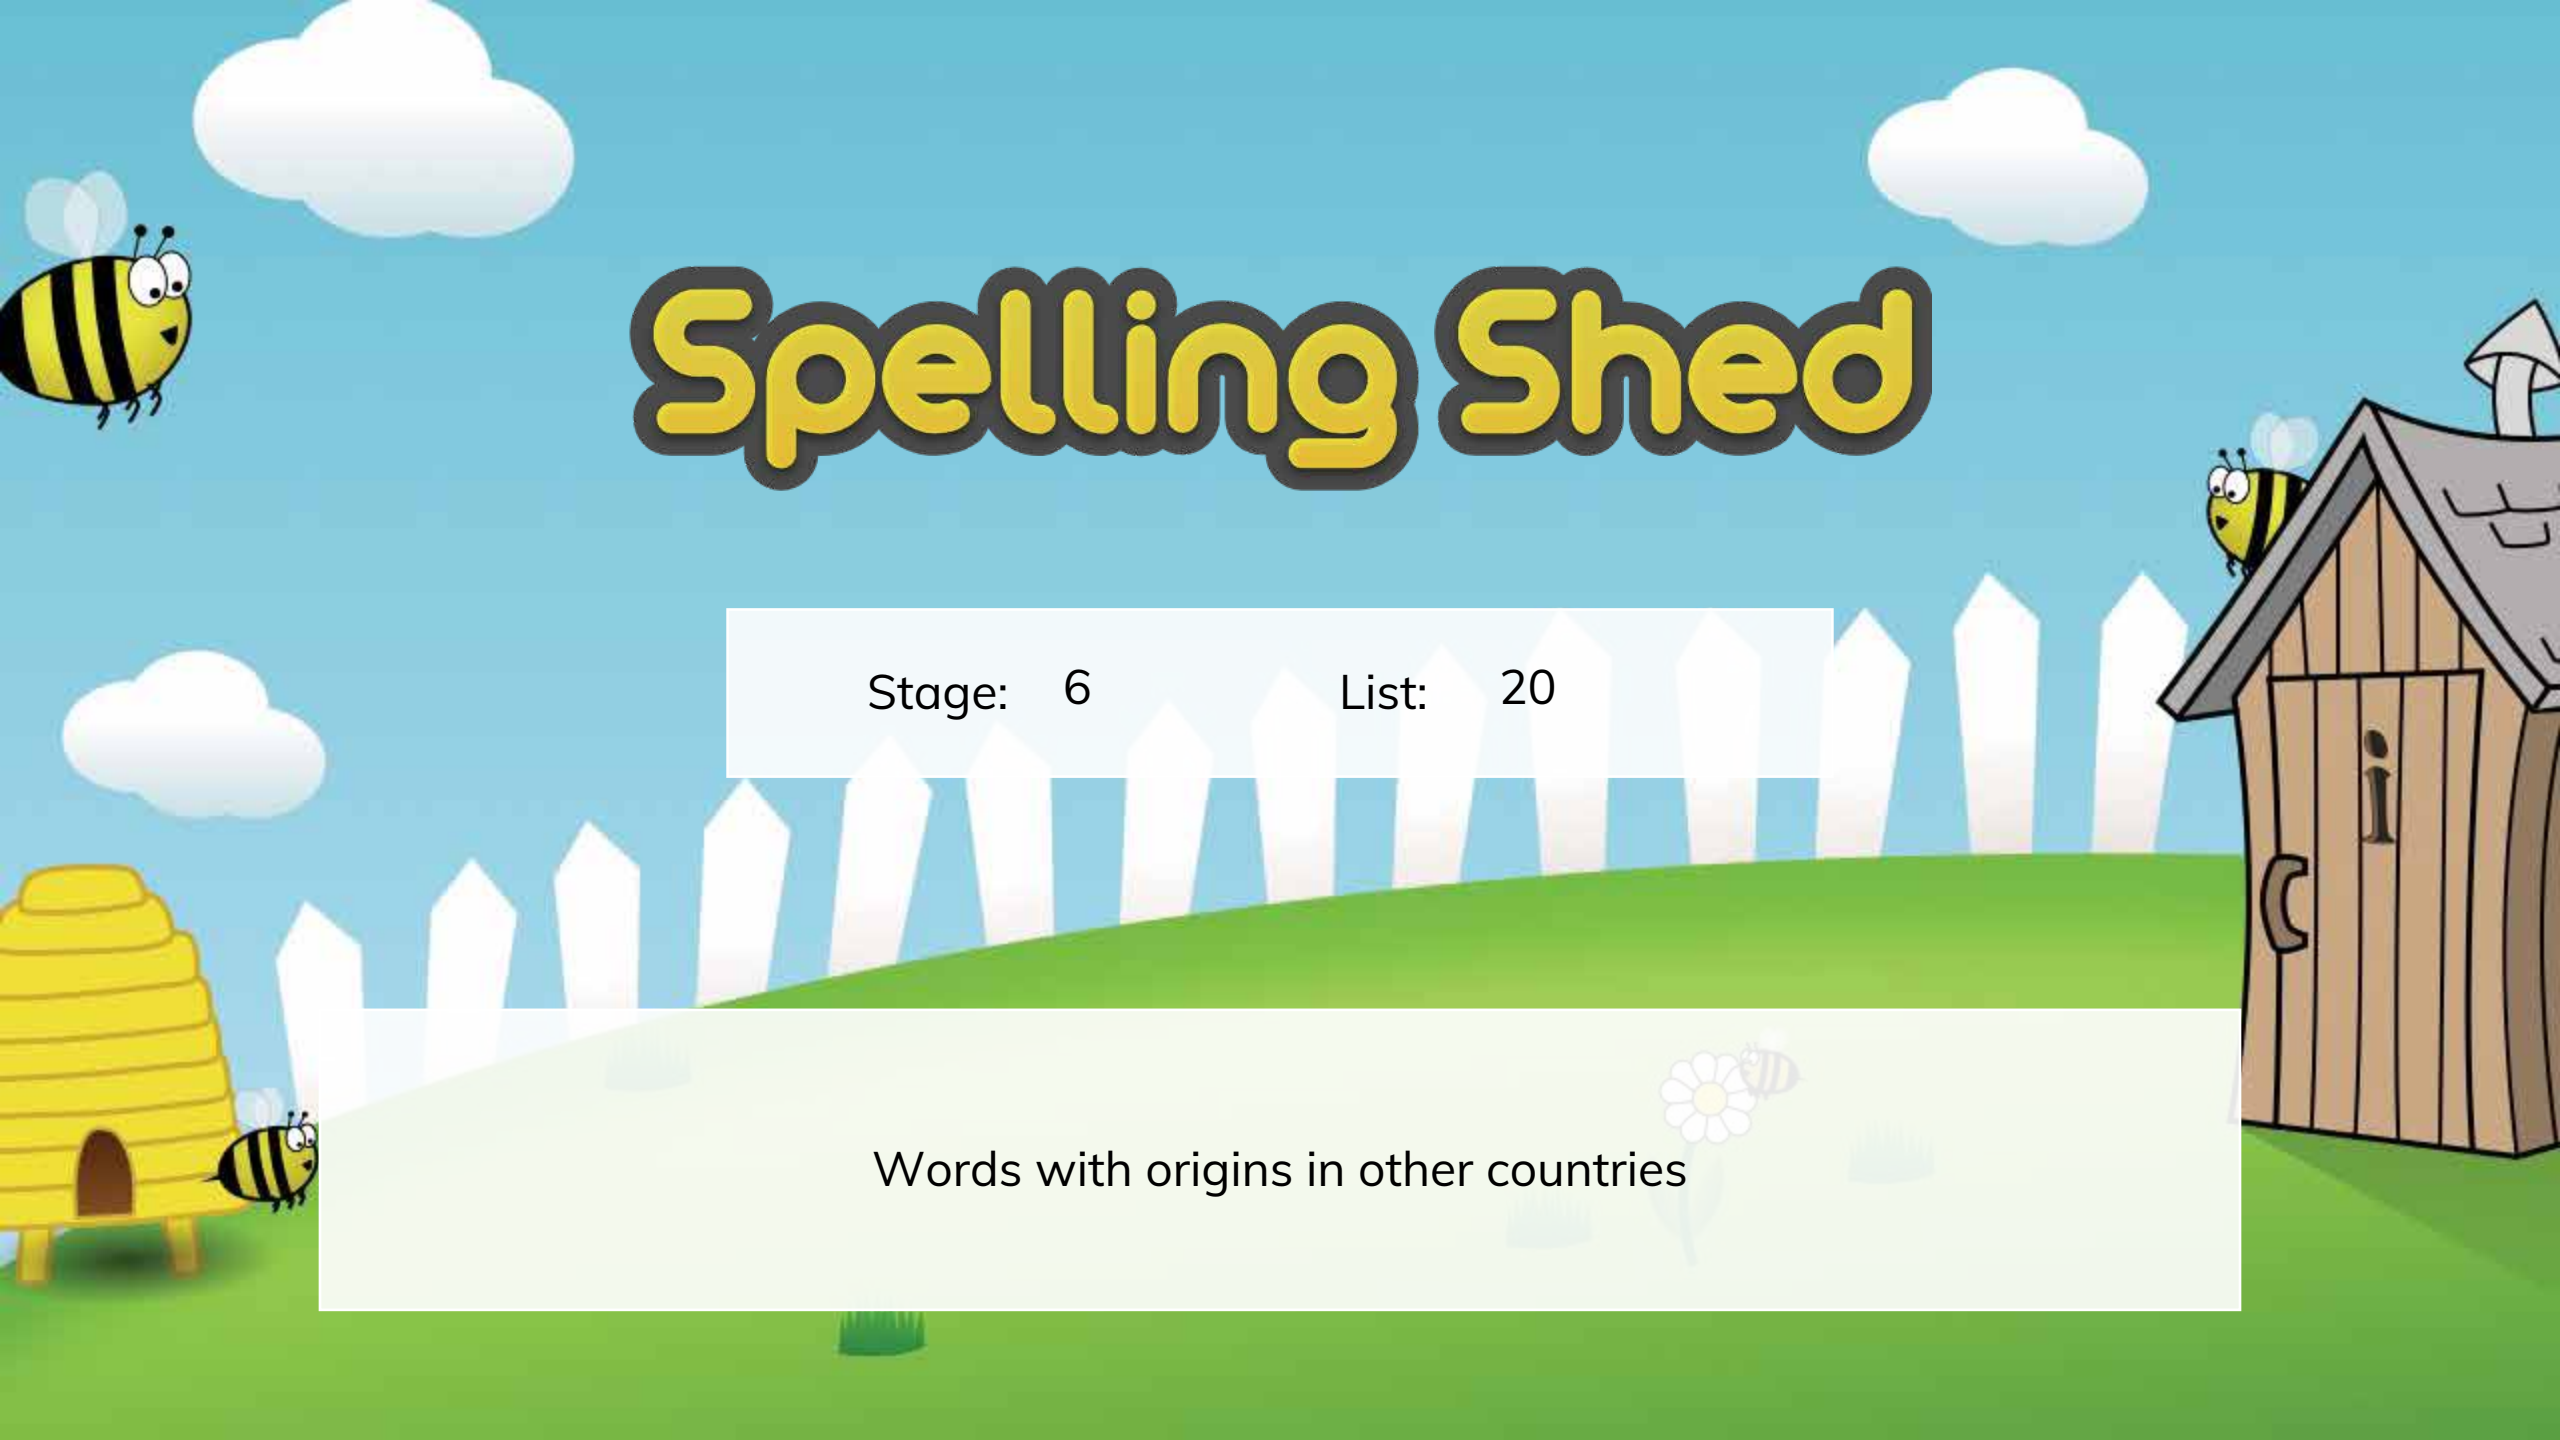 Spelling Shed
Stage: 6 List: 20
i
Words with origins in other countries